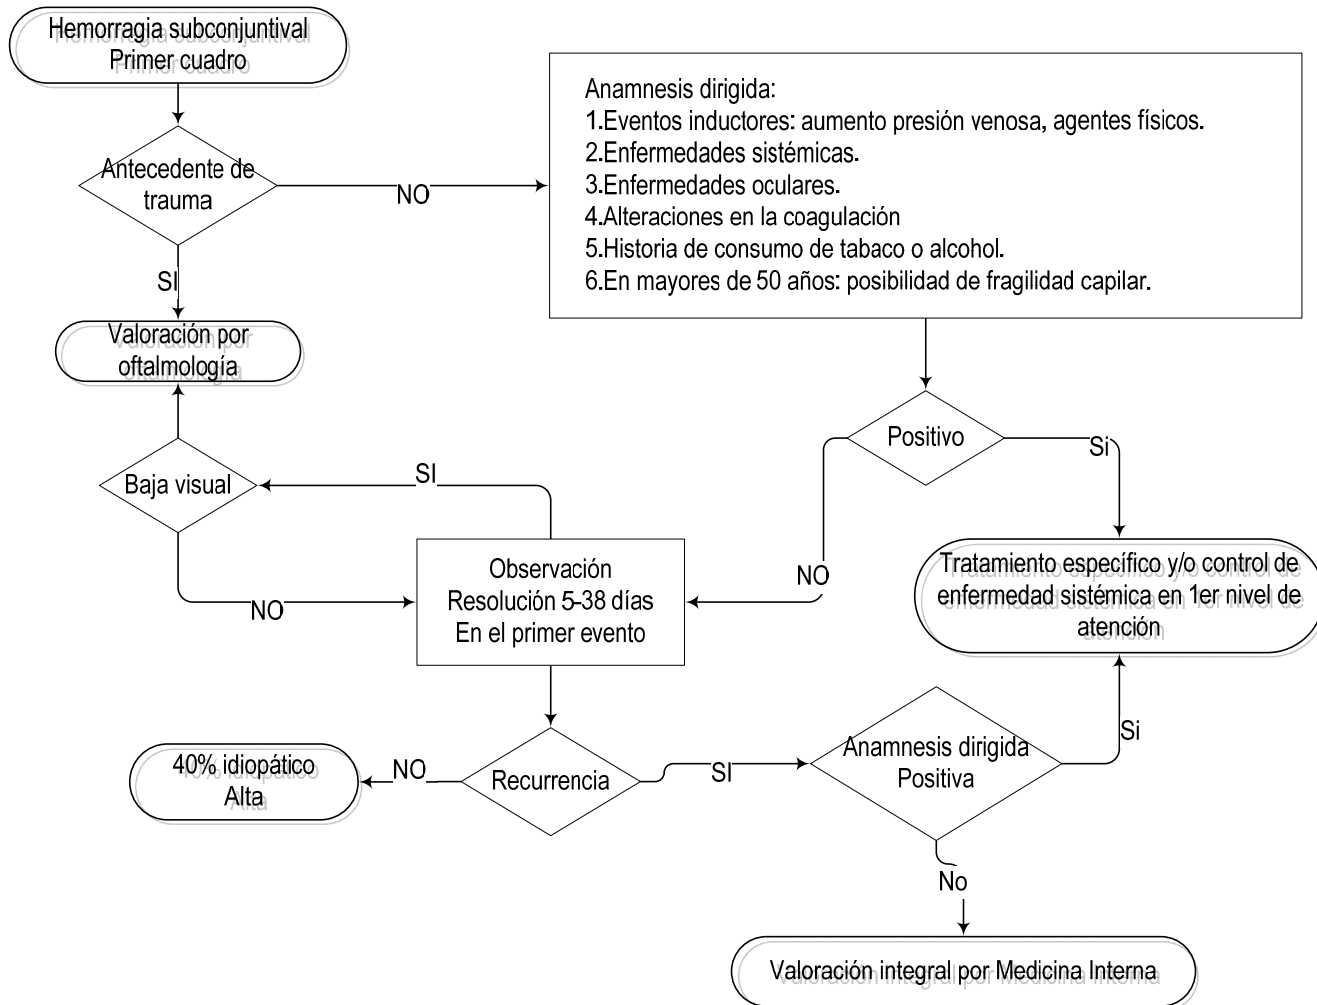 Hemorragia subconjuntival
Primer cuadro
Anamnesis dirigida:
1.Eventos inductores: aumento presión venosa, agentes físicos.
2.Enfermedades sistémicas.
3.Enfermedades oculares.
4.Alteraciones en la coagulación
5.Historia de consumo de tabaco o alcohol.
6.En mayores de 50 años: posibilidad de fragilidad capilar.
Antecedente de
trauma
NO
SI
Valoración por
oftalmología
Positivo
Si
NO
Baja visual
SI
NO
Observación
Resolución 5-38 días
En el primer evento
Tratamiento específico y/o control de
enfermedad sistémica en 1er nivel de
atención
Recurrencia
NO
40% idiopático
Alta
SI
Anamnesis dirigida
Positiva
Si
No
Valoración integral por Medicina Interna